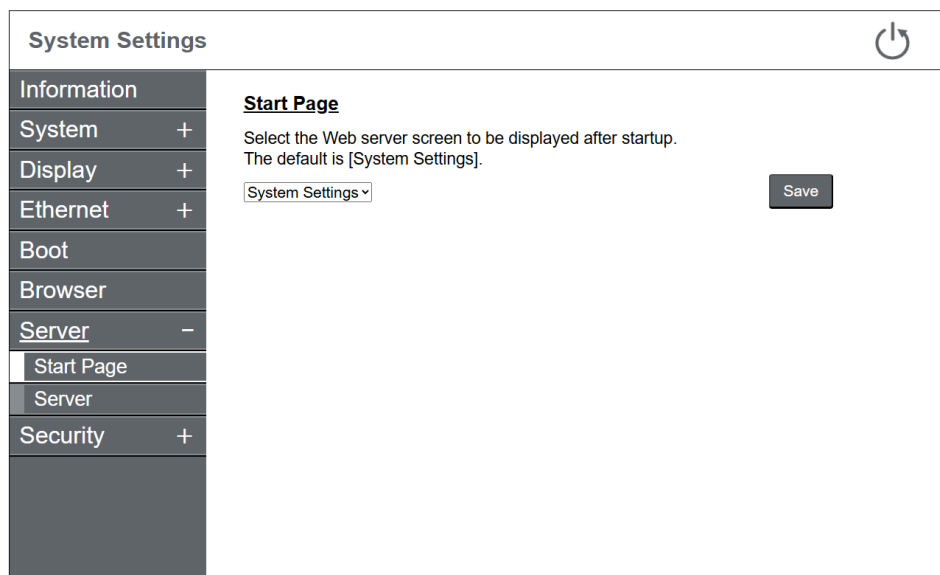 System Settings
Information
System +
Display +
Ethernet +
Boot
Browser
Server −
Start Page
Server
Security +
Start Page
Select the Web server screen to be displayed after startup.
The default is [System Settings].
System Settings
Save